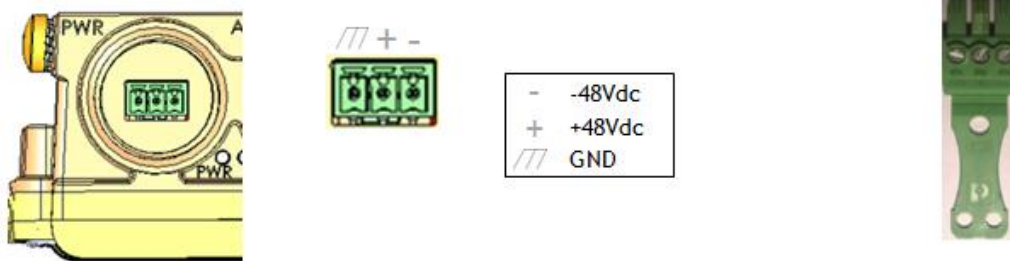 PWR
A
+ -
PWR
- -48Vdc
+ +48Vdc
GND